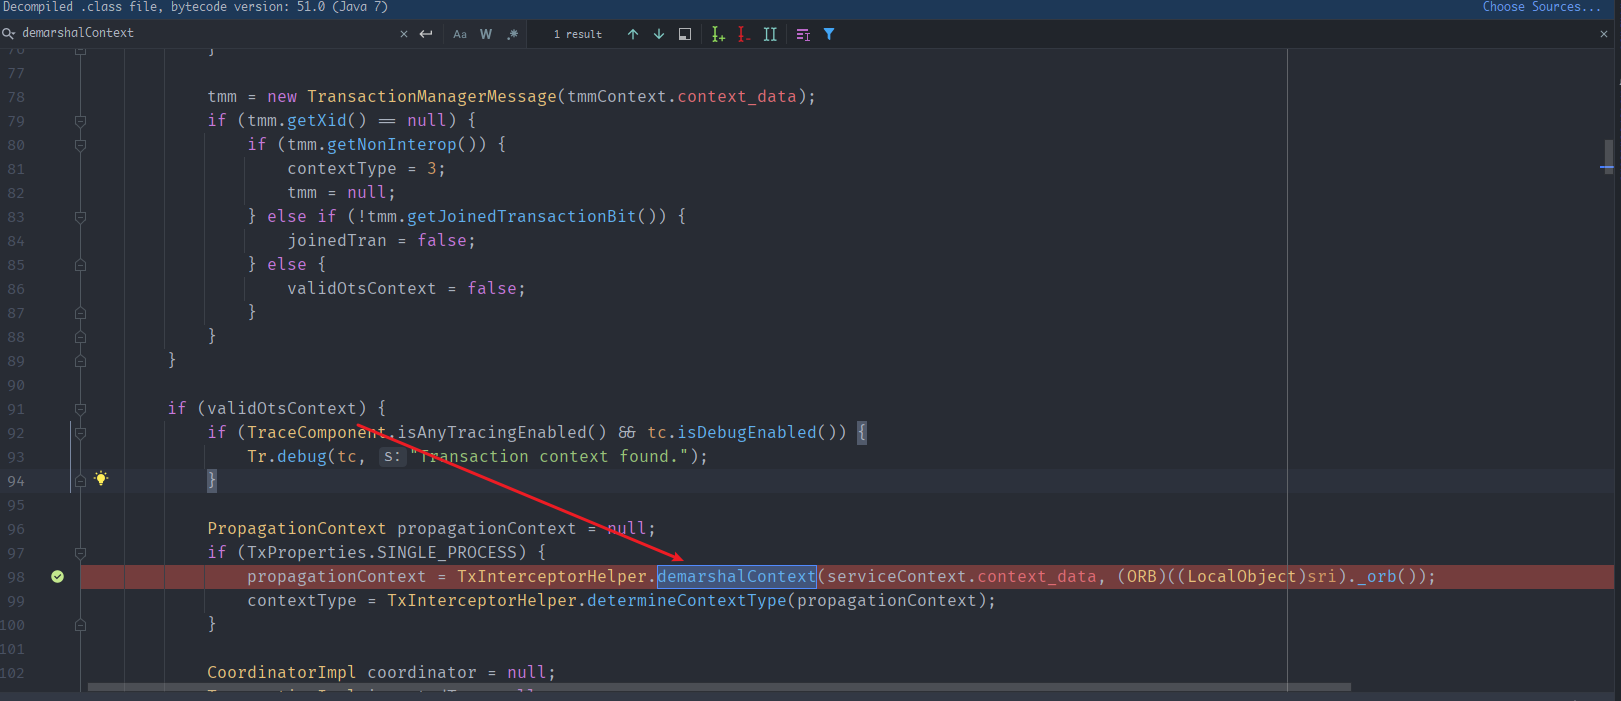 Decompiled .class file, bytecode version: 51.0 (Java 7) Choose Sources...
demarshalContext × Aa W .* 1 result ×
76 }
77
78 tmm = new TransactionManagerMessage(tmmContext.context_data);
79 if (tmm.getXid() == null) {
80 if (tmm.getNonInterop()) {
81 contextType = 3;
82 tmm = null;
83 } else if (!tmm.getJoinedTransactionBit()) {
84 joinedTran = false;
85 } else {
86 validOtsContext = false;
87 }
88 }
89 }
90
91 if (validOtsContext) {
92 if (TraceComponent.isAnyTracingEnabled() && tc.isDebugEnabled()) {
93 Tr.debug(tc, s: "Transaction context found.");
94 }
95
96 PropagationContext propagationContext = null;
97 if (TxProperties.SINGLE_PROCESS) {
98 propagationContext = TxInterceptorHelper.demarshalContext(serviceContext.context_data, (ORB)((LocalObject)sri)._orb());
99 contextType = TxInterceptorHelper.determineContextType(propagationContext);
100 }
101
102 CoordinatorImpl coordinator = null;